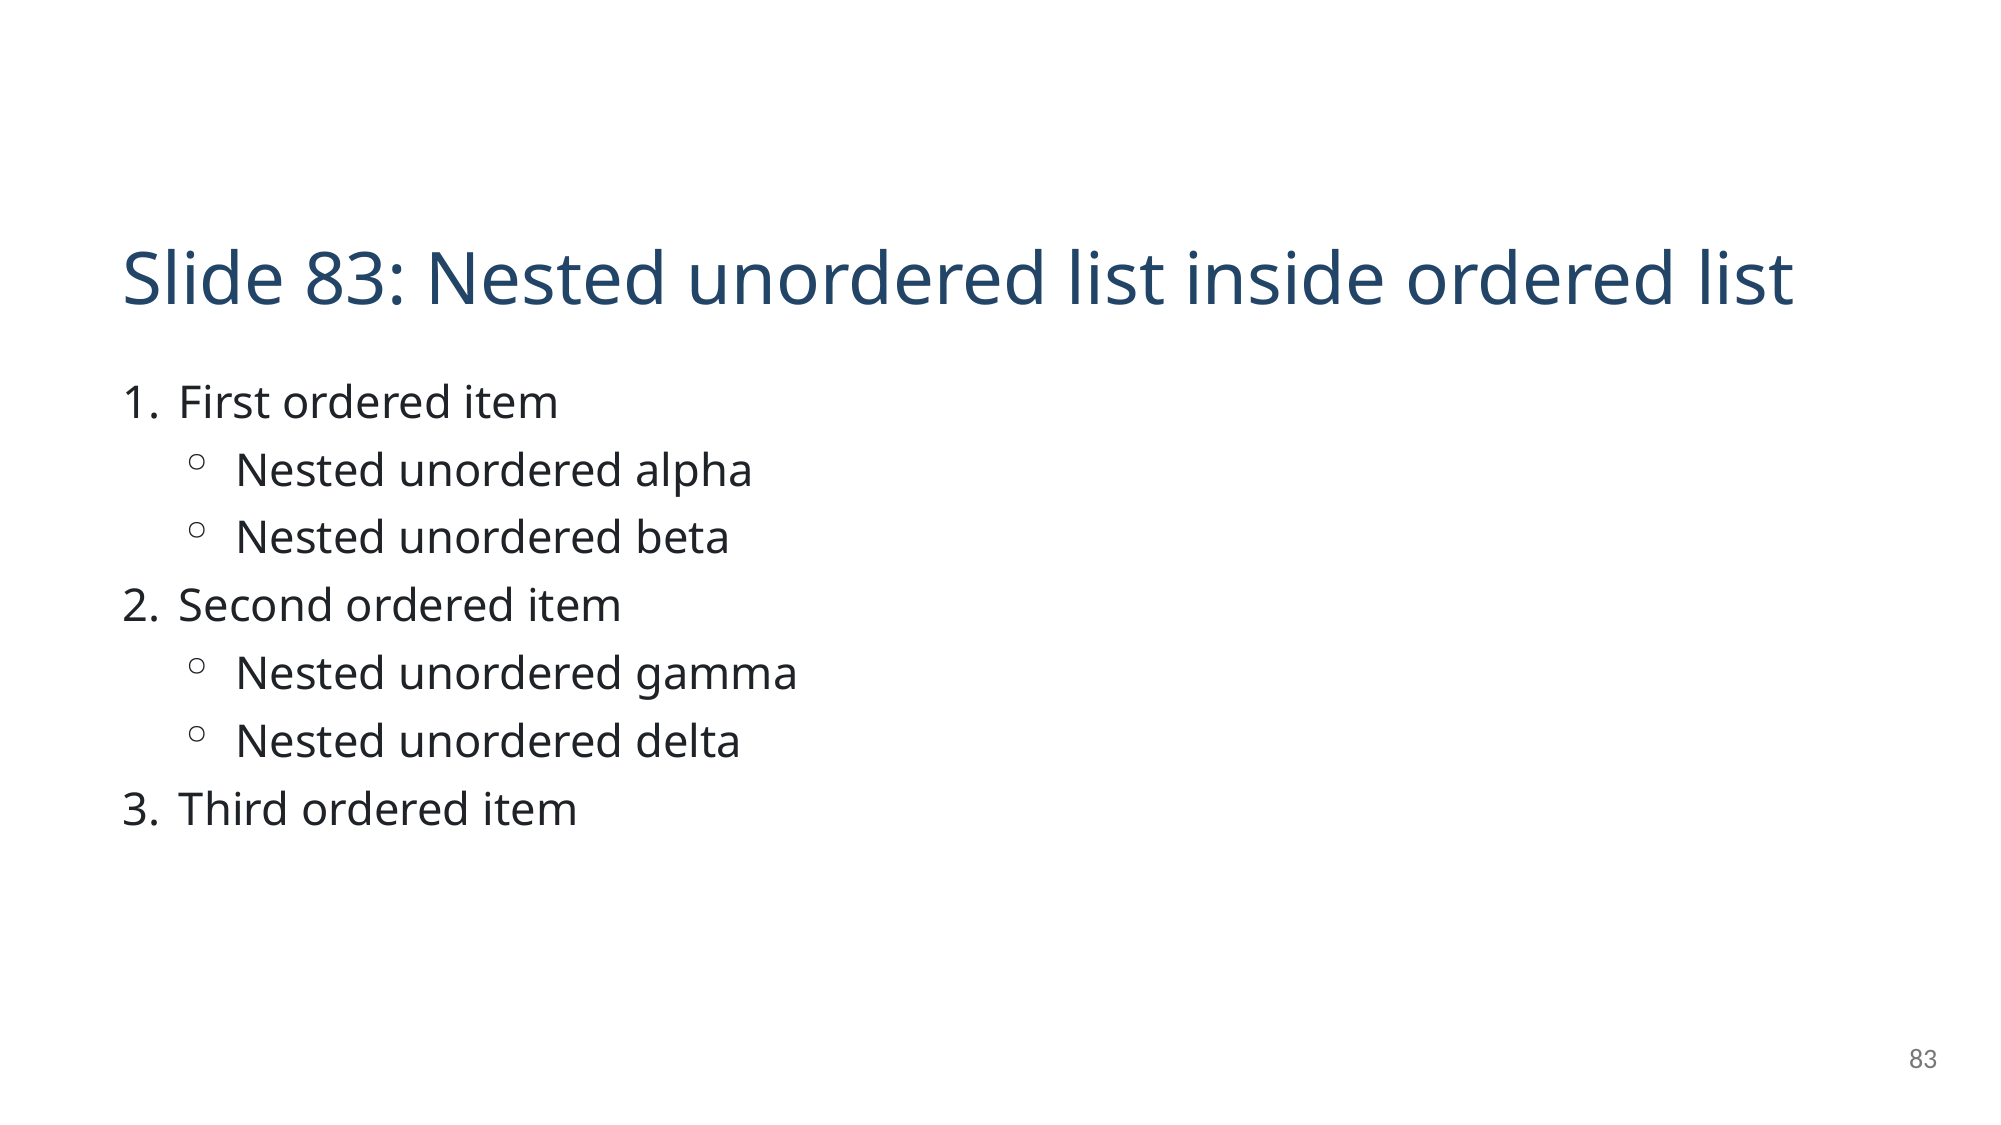 Slide 83: Nested unordered list inside ordered list
1. First ordered item
○ Nested unordered alpha
○ Nested unordered beta
2. Second ordered item
○ Nested unordered gamma
○ Nested unordered delta
3. Third ordered item
83